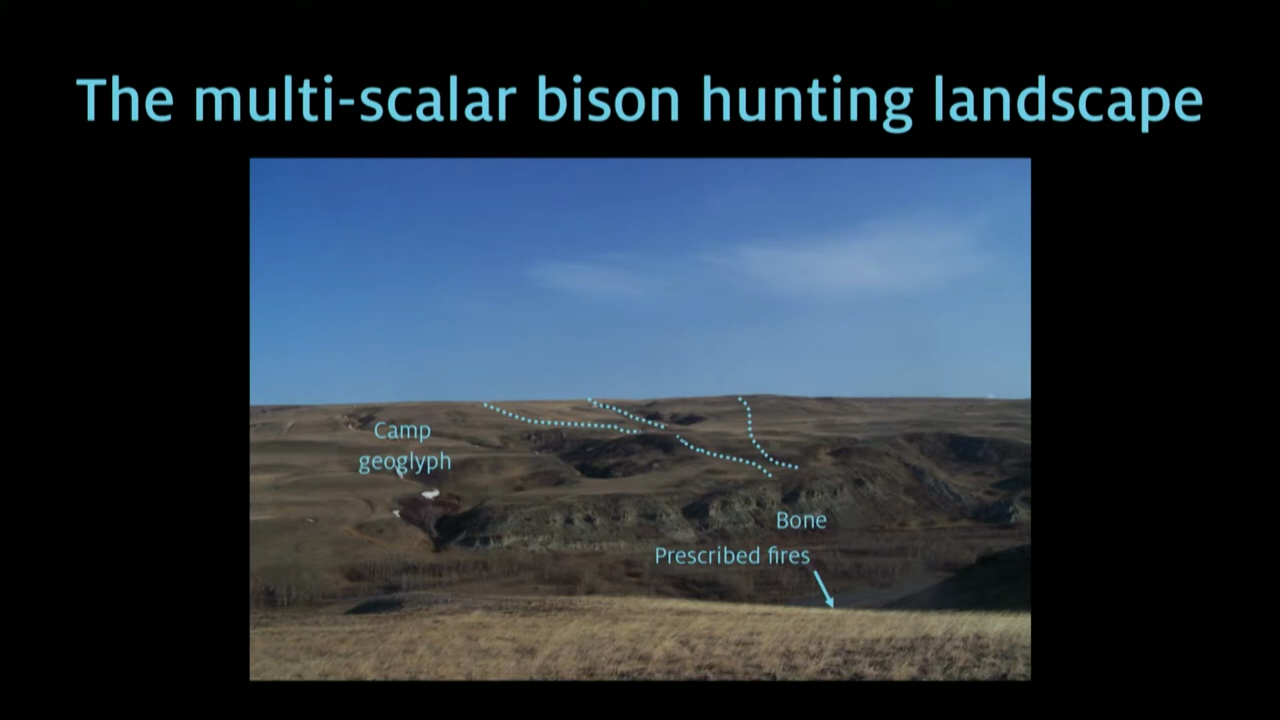 The multi-scalar bison hunting landscape
Camp
geoglyph
Bone
Prescribed fires